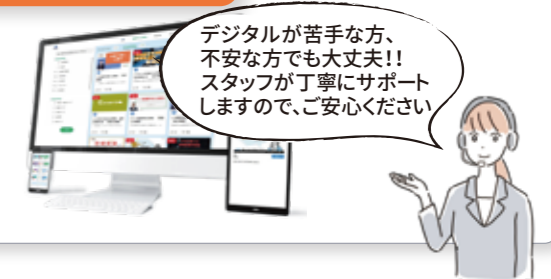 デジタルが苦手な方、
不安な方でも大丈夫!!
スタッフが丁寧にサポート
しますので、ご安心ください